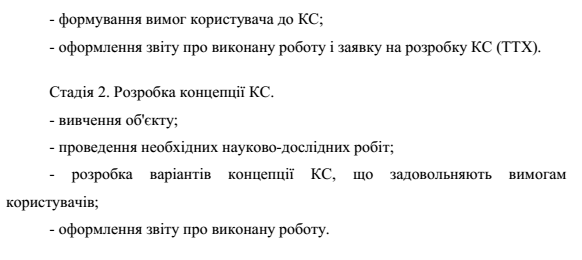 - формування вимог користувача до КС;
- оформлення звіту про виконану роботу і заявку на розробку КС (ТТХ).
Стадія 2. Розробка концепції КС.
- вивчення об'єкту;
- проведення необхідних науково-дослідних робіт;
- розробка варіантів концепції КС, що задовольняють вимогам
користувачів;
- оформлення звіту про виконану роботу.